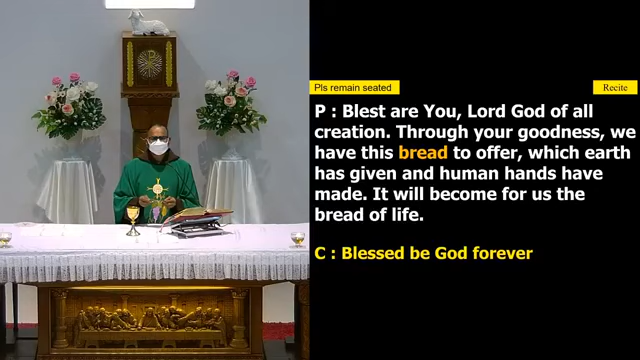 Pls remain seated
Recite
P : Blest are You, Lord God of all
creation. Through your goodness, we
have this bread to offer, which earth
has given and human hands have
made. It will become for us the
bread of life.
C : Blessed be God forever